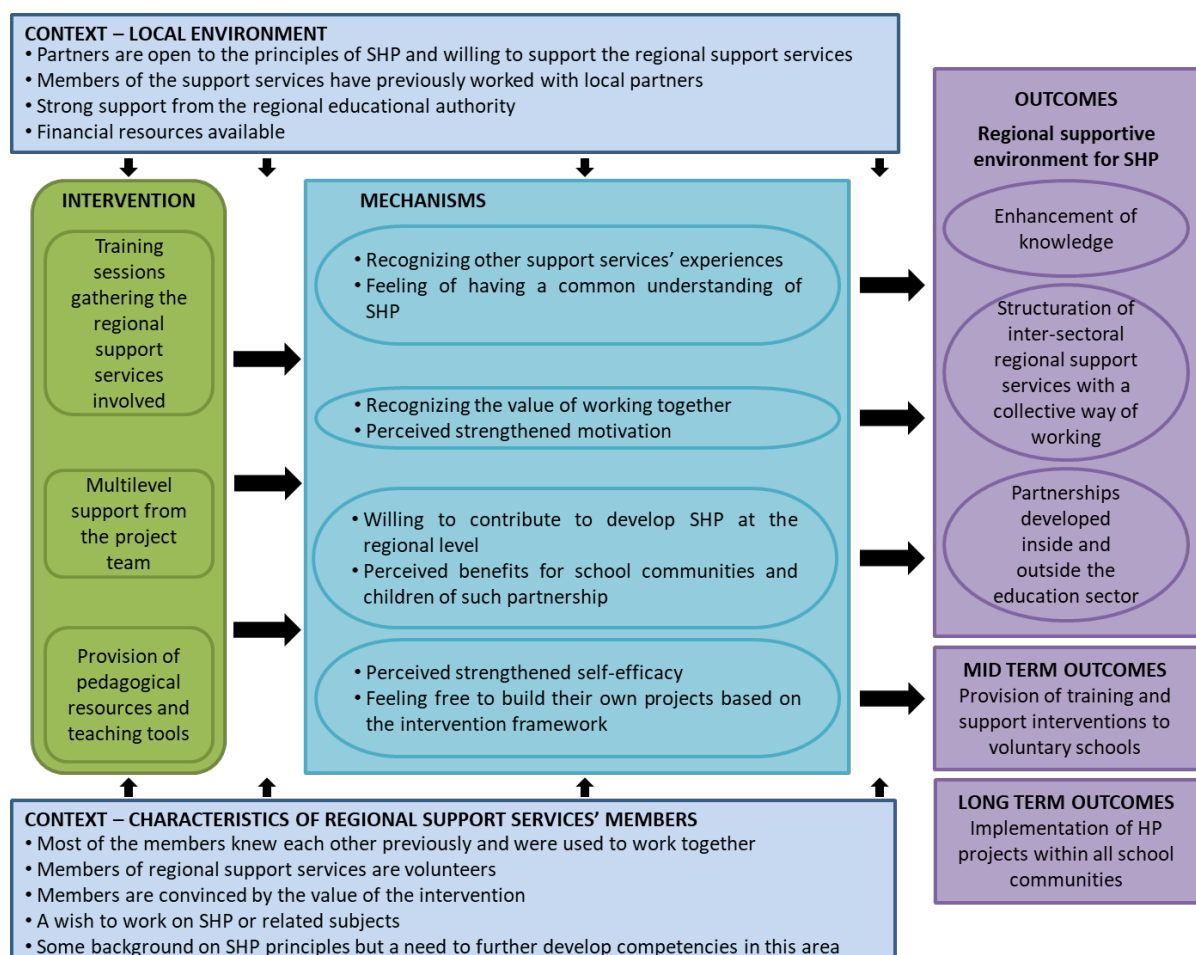 CONTEXT – LOCAL ENVIRONMENT
• Partners are open to the principles of SHP and willing to support the regional support services
• Members of the support services have previously worked with local partners
• Strong support from the regional educational authority
• Financial resources available
INTERVENTION
Training
sessions
gathering the
regional
support
services
involved
Multilevel
support from
the project
team
Provision of
pedagogical
resources and
teaching tools
MECHANISMS
• Recognizing other support services’ experiences
• Feeling of having a common understanding of
SHP
• Recognizing the value of working together
• Perceived strengthened motivation
• Willing to contribute to develop SHP at the
regional level
• Perceived benefits for school communities and
children of such partnership
• Perceived strengthened self-efficacy
• Feeling free to build their own projects based on
the intervention framework
OUTCOMES
Regional supportive
environment for SHP
Enhancement of
knowledge
Structuration of
inter-sectoral
regional support
services with a
collective way of
working
Partnerships
developed
inside and
outside the
education sector
MID TERM OUTCOMES
Provision of training and
support interventions to
voluntary schools
LONG TERM OUTCOMES
Implementation of HP
projects within all school
communities
CONTEXT – CHARACTERISTICS OF REGIONAL SUPPORT SERVICES’ MEMBERS
• Most of the members knew each other previously and were used to work together
• Members of regional support services are volunteers
• Members are convinced by the value of the intervention
• A wish to work on SHP or related subjects
• Some background on SHP principles but a need to further develop competencies in this area